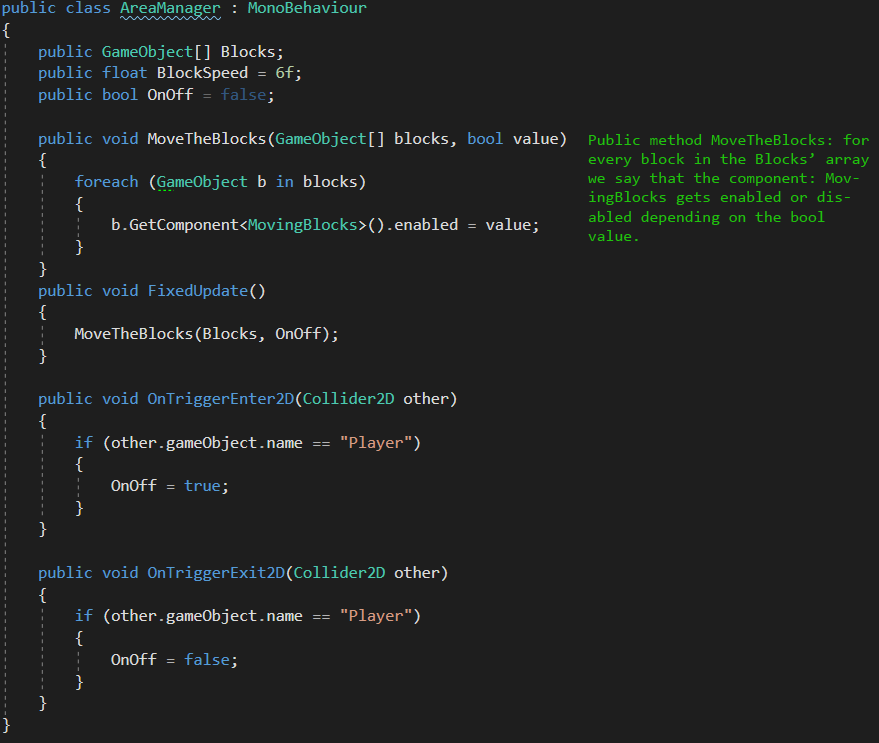 public class AreaManager : MonoBehaviour
{
public GameObject[] Blocks;
public float BlockSpeed = 6f;
public bool OnOff = false;
public void MoveTheBlocks(GameObject[] blocks, bool value)
{
foreach (GameObject b in blocks)
{
b.GetComponent<MovingBlocks>().enabled = value;
}
}
public void FixedUpdate()
{
MoveTheBlocks(Blocks, OnOff);
}
public void OnTriggerEnter2D(Collider2D other)
{
if (other.gameObject.name == "Player")
{
OnOff = true;
}
}
public void OnTriggerExit2D(Collider2D other)
{
if (other.gameObject.name == "Player")
{
OnOff = false;
}
}
}
Public method MoveTheBlocks: for
every block in the Blocks’ array
we say that the component: Mov-
ingBlocks gets enabled or dis-
abled depending on the bool
value.